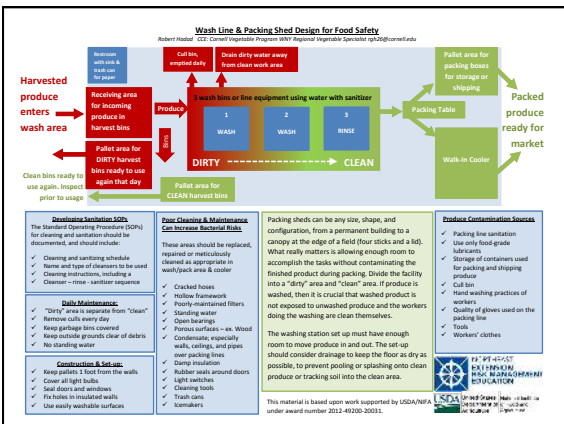 Wash Line & Packing Shed Design for Food Safety
Robert Hadad CCE: Cornell Vegetable Program WNY Regional Vegetable Specialist rgh26@cornell.edu
Restroom
with sink &
trash can
for paper
Cull bin,
emptied daily
Drain dirty water away
from clean work area
Pallet area for
packing boxes
for storage or
shipping
Harvested
produce
enters
wash area
Receiving area
for incoming
produce in
harvest bins
Produce
3 wash bins or line equipment using water with sanitizer
1
WASH
2
WASH
3
RINSE
DIRTY
CLEAN
Packing Table
Packed
produce
ready for
market
Bins
Pallet area for
DIRTY harvest
bins ready to use
again that day
Walk-In Cooler
Clean bins ready to
use again. Inspect
prior to usage
Pallet area for
CLEAN harvest bins
Developing Sanitation SOPs
The Standard Operating Procedure (SOPs)
for cleaning and sanitation should be
documented, and should include:
✓ Cleaning and sanitizing schedule
✓ Name and type of cleansers to be used
✓ Cleaning instructions, including a
✓ Cleanser – rinse - sanitizer sequence
Daily Maintenance:
✓ "Dirty" area is separate from "clean"
✓ Remove culls every day
✓ Keep garbage bins covered
✓ Keep outside grounds clear of debris
✓ No standing water
Construction & Set-up:
✓ Keep pallets 1 foot from the walls
✓ Cover all light bulbs
✓ Seal doors and windows
✓ Fix holes in insulated walls
✓ Use easily washable surfaces
Poor Cleaning & Maintenance
Can Increase Bacterial Risks
These areas should be replaced,
repaired or meticulously
cleaned as appropriate in
wash/pack area & cooler
✓ Cracked hoses
✓ Hollow framework
✓ Poorly-maintained filters
✓ Standing water
✓ Open bearings
✓ Porous surfaces – ex. Wood
✓ Condensate; especially
walls, ceilings, and pipes
over packing lines
✓ Damp insulation
✓ Rubber seals around doors
✓ Light switches
✓ Cleaning tools
✓ Trash cans
✓ Icemakers
Packing sheds can be any size, shape, and
configuration, from a permanent building to a
canopy at the edge of a field (four sticks and a lid).
What really matters is allowing enough room to
accomplish the tasks without contaminating the
finished product during packing. Divide the facility
into a "dirty" area and "clean" area. If produce is
washed, then it is crucial that washed product is
not exposed to unwashed produce and the workers
doing the washing are clean themselves.
The washing station set up must have enough
room to move produce in and out. The set-up
should consider drainage to keep the floor as dry as
possible, to prevent pooling or splashing onto clean
produce or tracking soil into the clean area.
This material is based upon work supported by USDA/NIFA
under award number 2012-49200-20031.
Produce Contamination Sources
✓ Packing line sanitation
✓ Use only food-grade
lubricants
✓ Storage of containers used
for packing and shipping
produce
✓ Cull bin
✓ Hand washing practices of
workers
✓ Quality of gloves used on the
packing line
✓ Tools
✓ Workers' clothes
NORTHEAST
EXTENSION
RISK MANAGEMENT
EDUCATION
USDA
United States
Department of
Agriculture